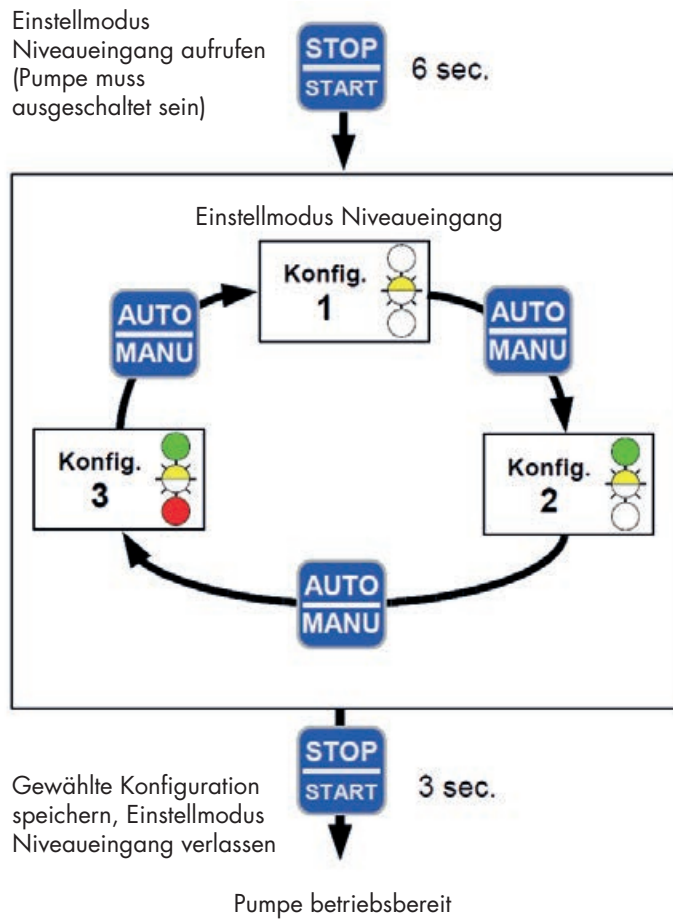 Einstellmodus
Niveaueingang aufrufen
(Pumpe muss
ausgeschaltet sein)
STOP
START
6 sec.
Einstellmodus Niveaueingang
Konfig.
1
AUTO
MANU
AUTO
MANU
Konfig.
3
Konfig.
2
AUTO
MANU
STOP
START
3 sec.
Gewählte Konfiguration
speichern, Einstellmodus
Niveaueingang verlassen
Pumpe betriebsbereit